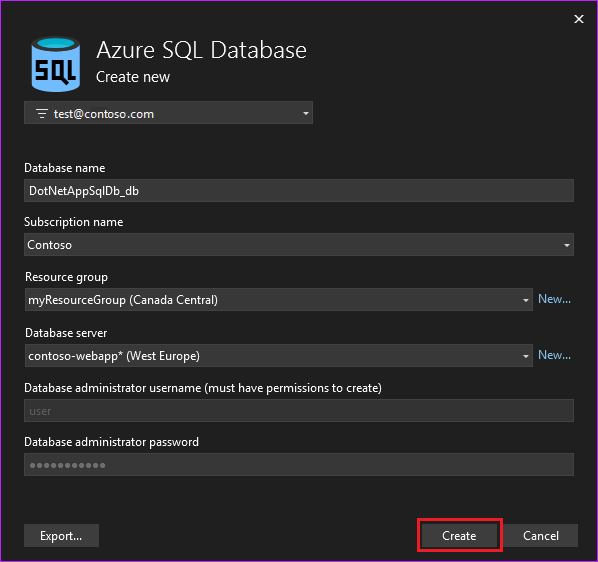 SQL
Azure SQL Database
Create new
test@contoso.com
Database name
DotNetAppSqlDb_db
Subscription name
Contoso
Resource group
myResourceGroup (Canada Central)
New...
Database server
contoso-webapp* (West Europe)
New...
Database administrator username (must have permissions to create)
user
Database administrator password
●●●●●●●●●●●
Export...
Create
Cancel